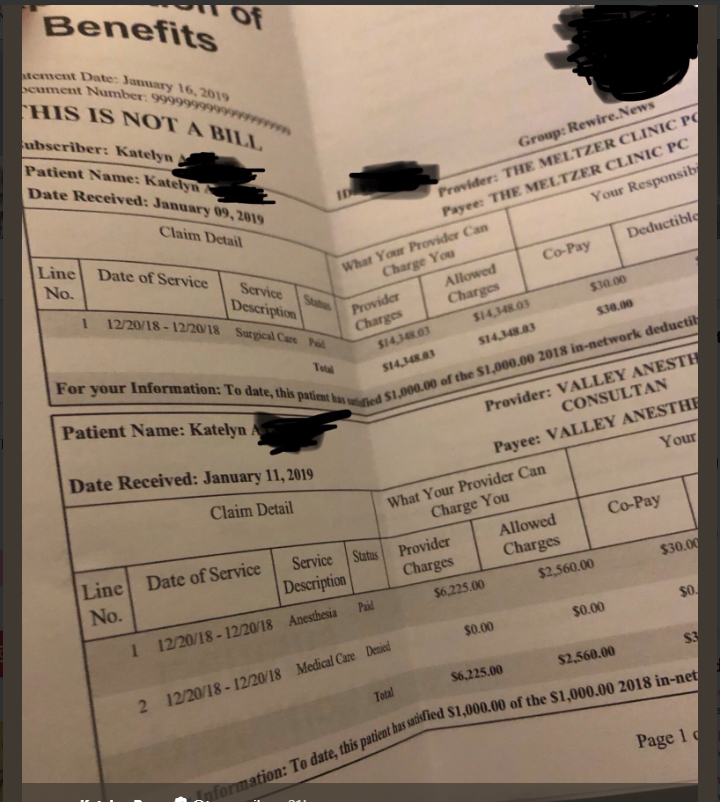 of
Benefits
Statement Date: January 16, 2019
Document Number: 99999999999999999999
THIS IS NOT A BILL
Group: Rewire.News
Subscriber: Katelyn A
Patient Name: Katelyn A
ID:
Provider: THE MELTZER CLINIC PC
Date Received: January 09, 2019
Payee: THE MELTZER CLINIC PC
Claim Detail
What Your Provider Can Charge You
Your Responsib
Line No.
Date of Service
Service Description
Status
Provider Charges
Allowed Charges
Co-Pay
Deductible
1 12/20/18 - 12/20/18 Surgical Care Paid $14,348.03 $14,348.03 $30.00
Total $14,348.03 $14,348.03 $30.00
For your Information: To date, this patient has satisfied $1,000.00 of the $1,000.00 2018 in-network deductib
Patient Name: Katelyn A
Provider: VALLEY ANESTH
CONSULTAN
Date Received: January 11, 2019
Payee: VALLEY ANESTHE
Claim Detail
What Your Provider Can Charge You
Your
Line No.
Date of Service
Service Description
Status
Provider Charges
Allowed Charges
Co-Pay
1 12/20/18 - 12/20/18 Anesthesia Paid $6,225.00 $2,560.00 $30.00
2 12/20/18 - 12/20/18 Medical Care Denied $0.00 $0.00 $0.
Total $6,225.00 $2,560.00 $3
Information: To date, this patient has satisfied $1,000.00 of the $1,000.00 2018 in-net
Page 1